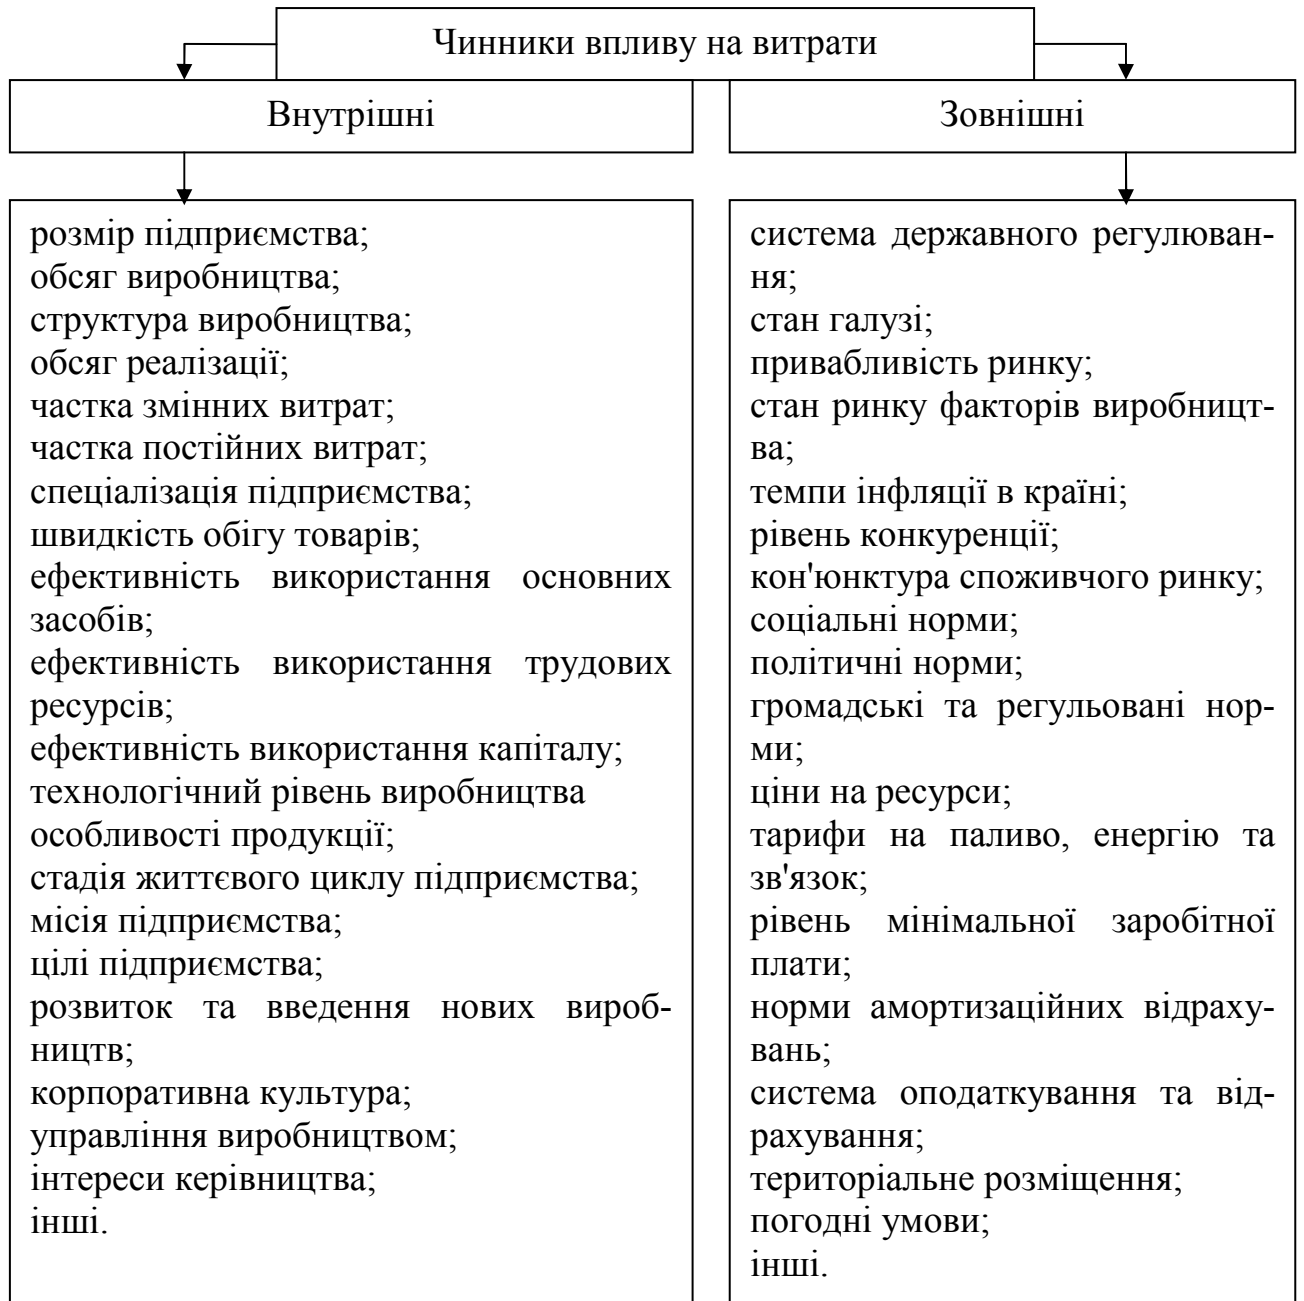 Чинники впливу на витрати
Внутрішні
розмір підприємства;
обсяг виробництва;
структура виробництва;
обсяг реалізації;
частка змінних витрат;
частка постійних витрат;
спеціалізація підприємства;
швидкість обігу товарів;
ефективність використання основних
засобів;
ефективність використання трудових
ресурсів;
ефективність використання капіталу;
технологічний рівень виробництва
особливості продукції;
стадія життєвого циклу підприємства;
місія підприємства;
цілі підприємства;
розвиток та введення нових вироб-
ництв;
корпоративна культура;
управління виробництвом;
інтереси керівництва;
інші.
Зовнішні
система державного регулюван-
ня;
стан галузі;
привабливість ринку;
стан ринку факторів виробницт-
ва;
темпи інфляції в країні;
рівень конкуренції;
кон'юнктура споживчого ринку;
соціальні норми;
політичні норми;
громадські та регульовані нор-
ми;
ціни на ресурси;
тарифи на паливо, енергію та
зв'язок;
рівень мінімальної заробітної
плати;
норми амортизаційних відраху-
вань;
система оподаткування та від-
рахування;
територіальне розміщення;
погодні умови;
інші.